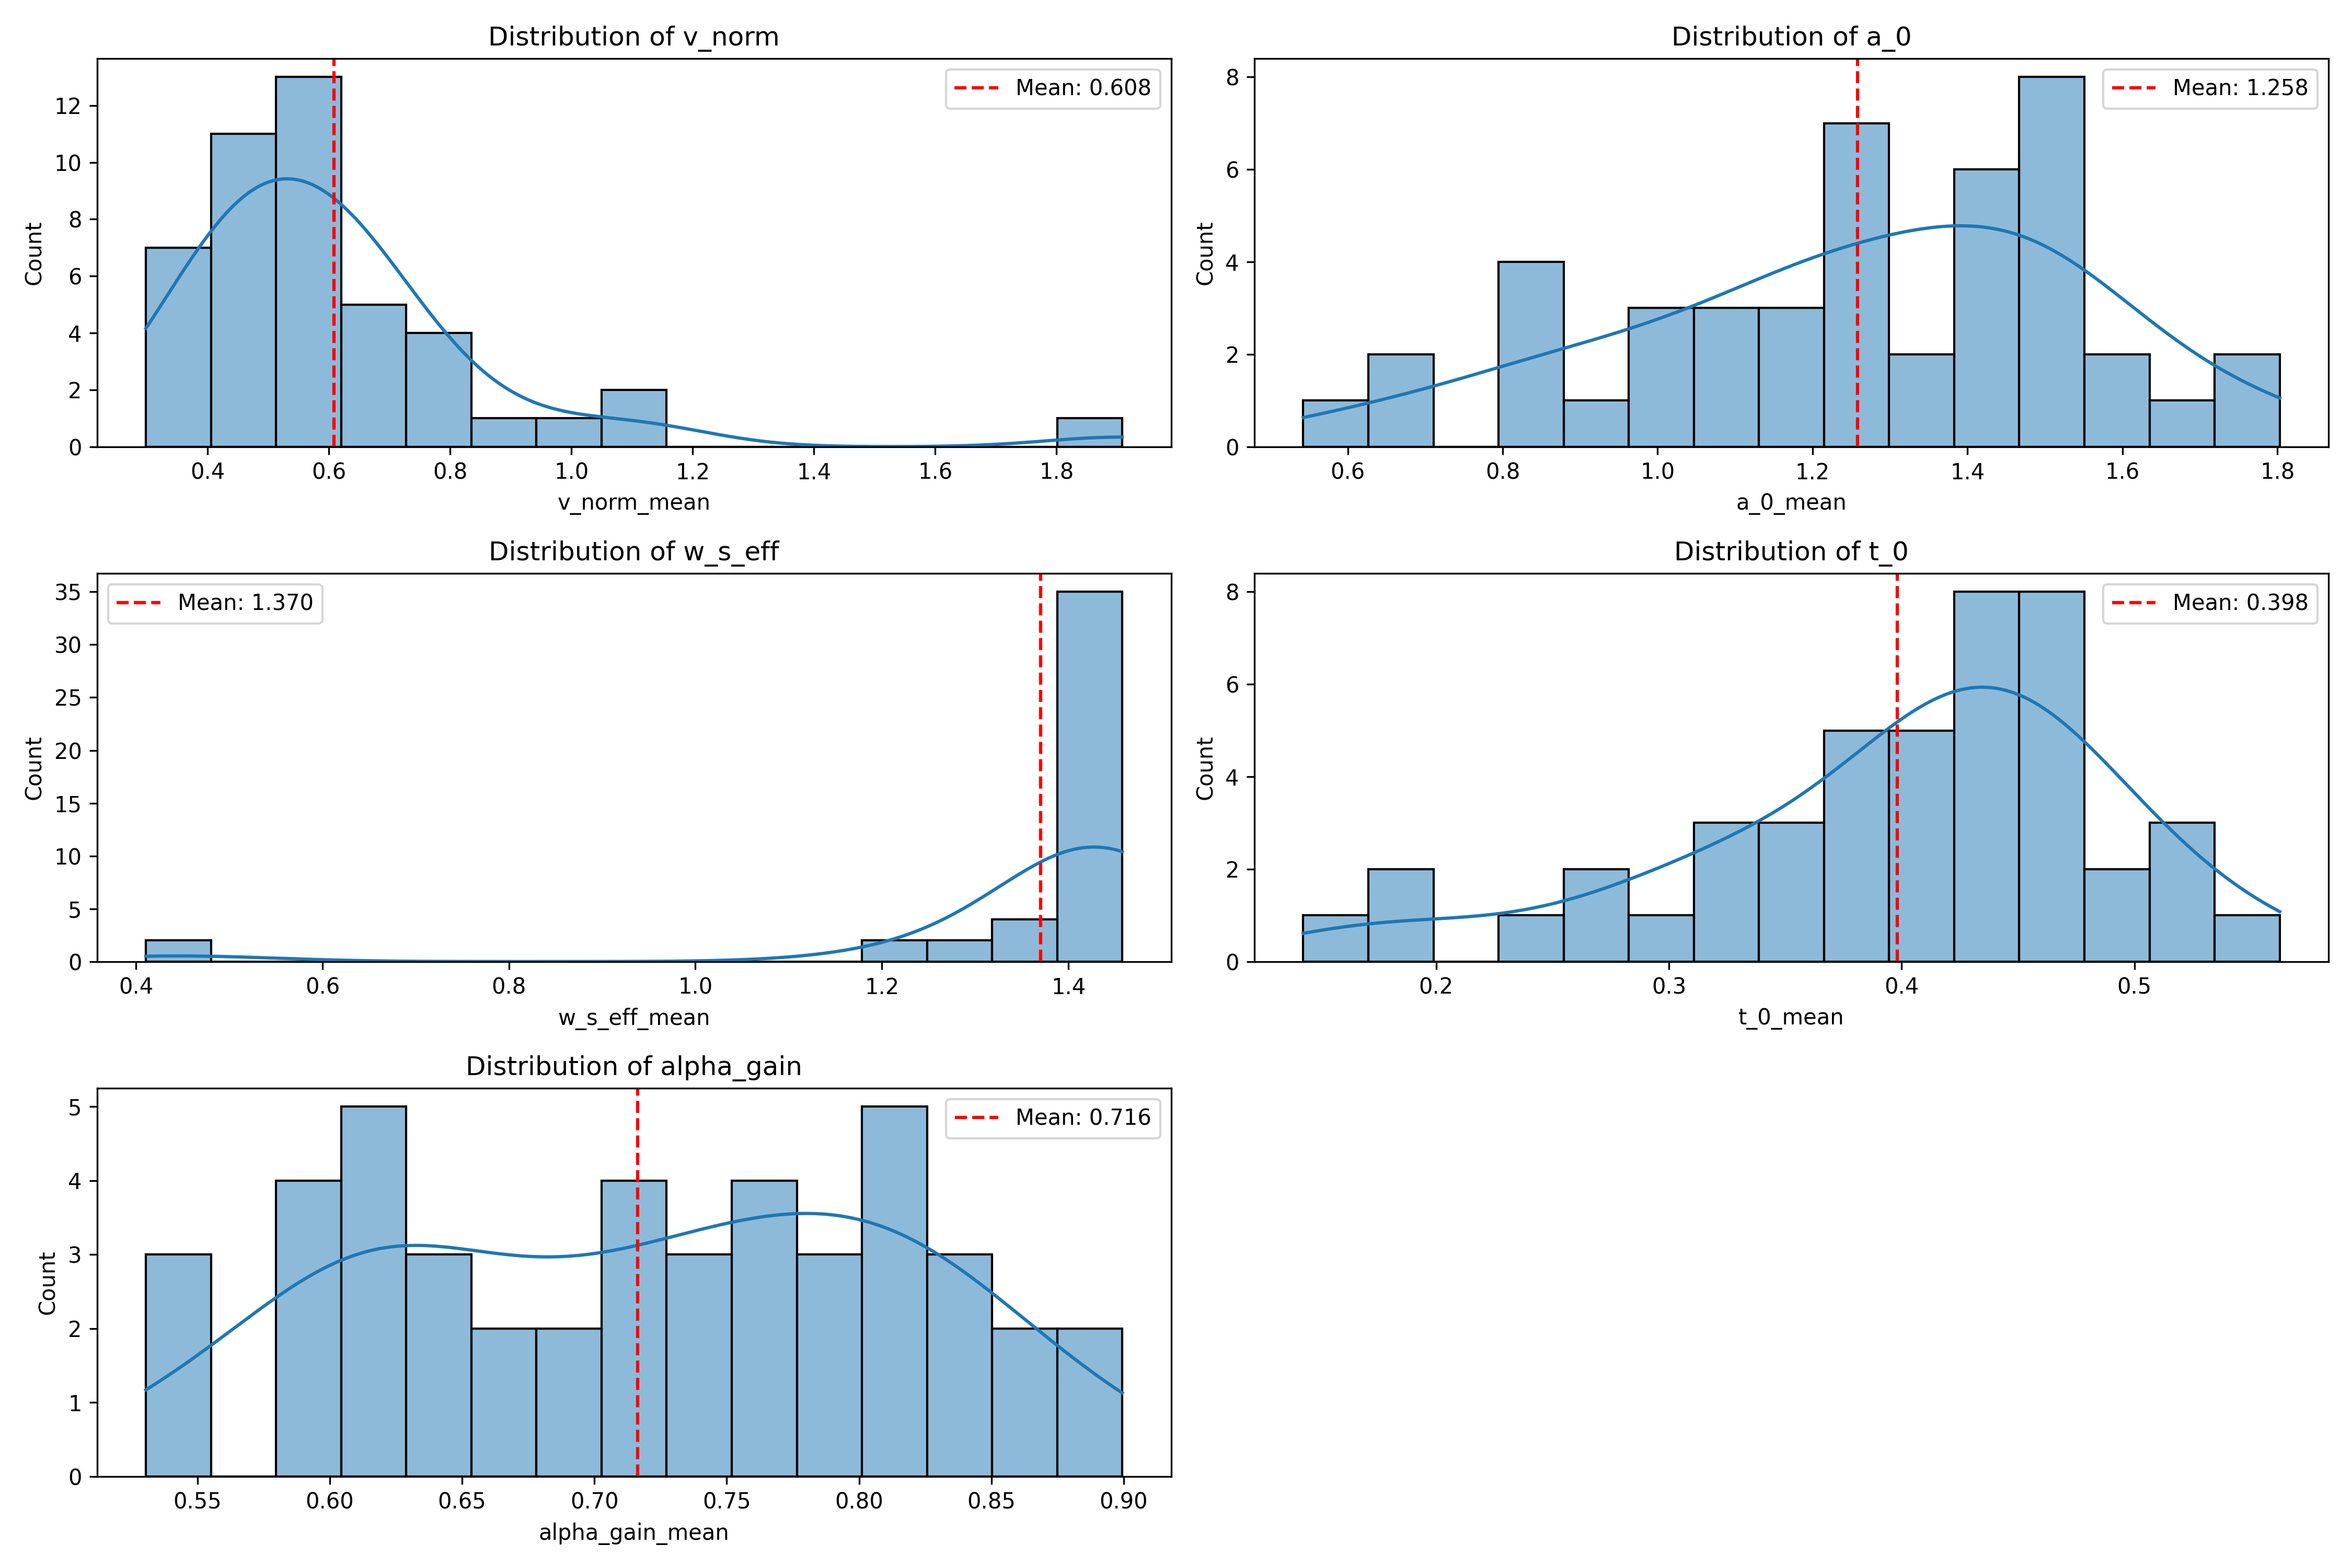 Distribution of v_norm
Mean: 0.608
Count
12
10
8
6
4
2
0
0.4 0.6 0.8 1.0 1.2 1.4 1.6 1.8
v_norm_mean
Distribution of a_0
Mean: 1.258
Count
8
6
4
2
0
0.6 0.8 1.0 1.2 1.4 1.6 1.8
a_0_mean
Distribution of w_s_eff
Mean: 1.370
Count
35
30
25
20
15
10
5
0
0.4 0.6 0.8 1.0 1.2 1.4
w_s_eff_mean
Distribution of t_0
Mean: 0.398
Count
8
6
4
2
0
0.2 0.3 0.4 0.5
t_0_mean
Distribution of alpha_gain
Mean: 0.716
Count
5
4
3
2
1
0
0.55 0.60 0.65 0.70 0.75 0.80 0.85 0.90
alpha_gain_mean